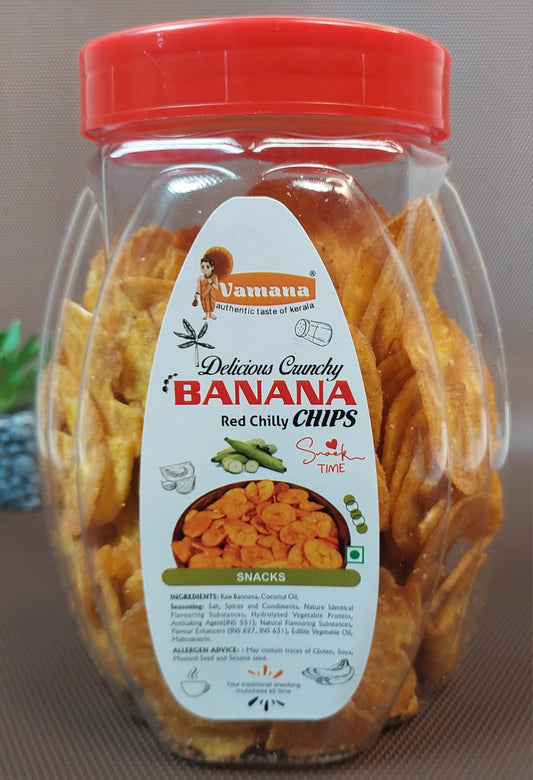 Vamana®
authentic taste of kerala
Delicious Crunchy
BANANA
Red Chilly CHIPS
Snack
TIME
SNACKS
INGREDIENTS: Raw Bannana, Coconut Oil.
Seasoning: Salt, Spices and Condiments, Nature Identical
Flavouring Substances, Hydrolysed Vegetable Protein,
Anticaking Agent(INS 551), Natural Flavouring Substances,
Flavour Enhancers (INS 627, INS 631), Edible Vegetable Oil,
Maltodextrin.
ALLERGEN ADVICE: : May contain traces of Gluten, Soya,
Mustard Seed and Sesame seed.
Your traditional snacking
munchees all time